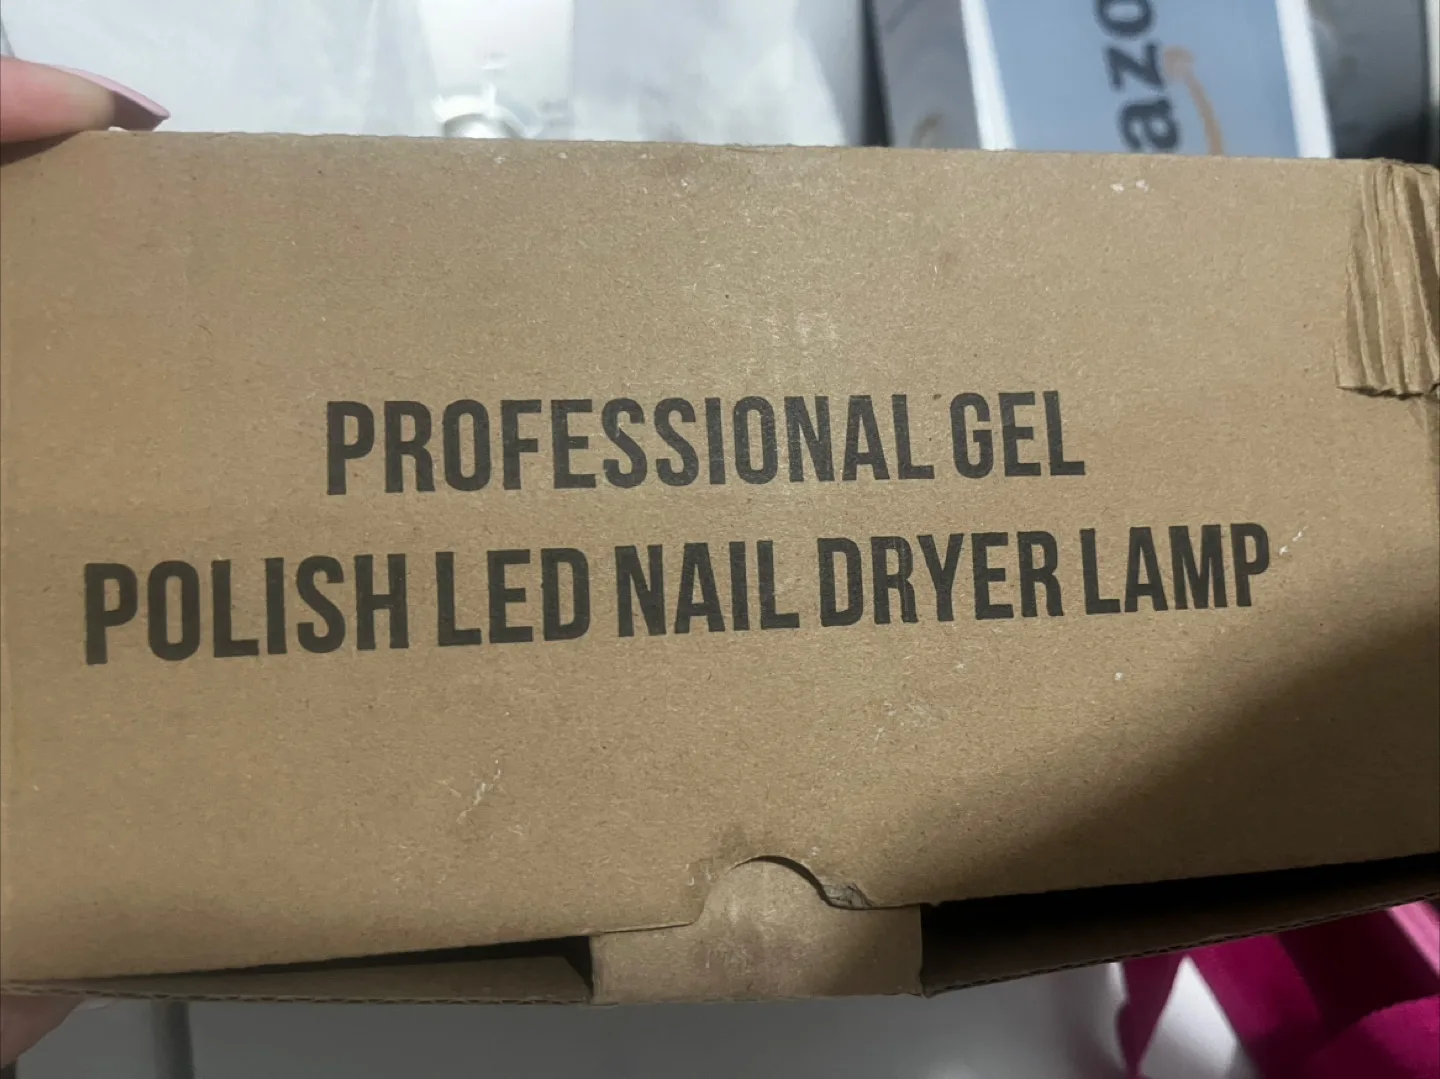 PROFESSIONAL GEL
POLISH LED NAIL DRYER LAMP